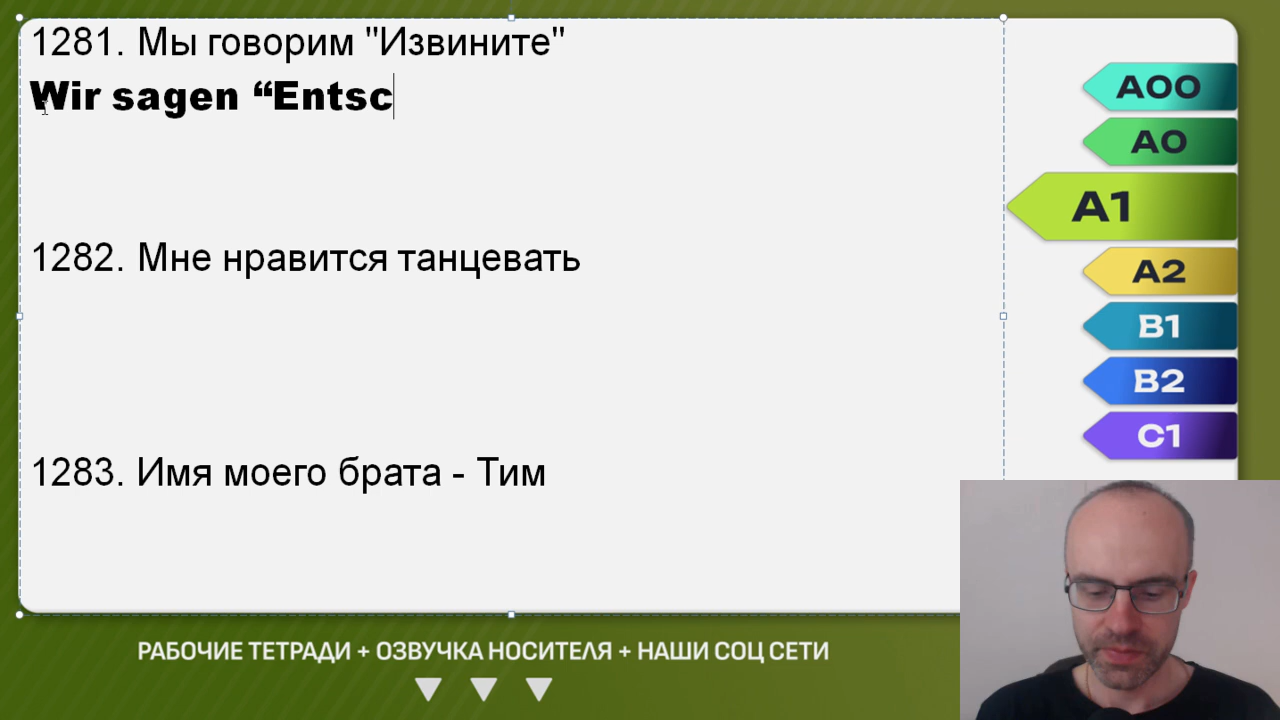 1281. Мы говорим "Извините"
Wir sagen “Entsc
1282. Мне нравится танцевать
1283. Имя моего брата - Тим
A00
A0
A1
A2
B1
B2
C1
РАБОЧИЕ ТЕТРАДИ + ОЗВУЧКА НОСИТЕЛЯ + НАШИ СОЦ СЕТИ